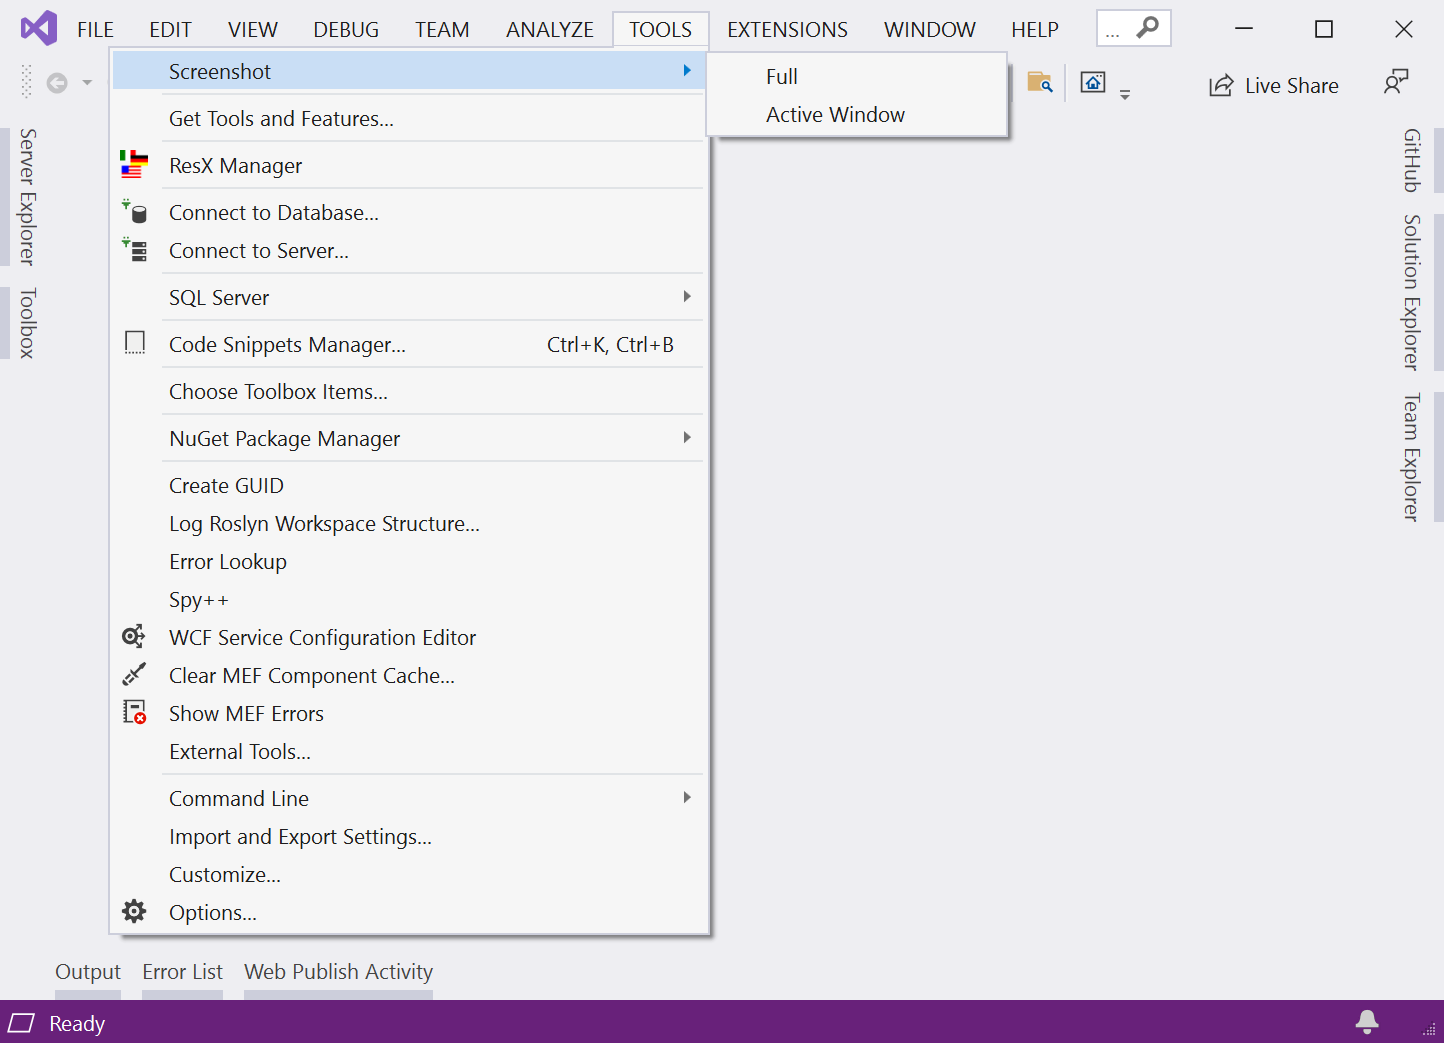 FILE EDIT VIEW DEBUG TEAM ANALYZE TOOLS EXTENSIONS WINDOW HELP ...
Live Share
Screenshot
Full
Active Window
Get Tools and Features...
ResX Manager
Connect to Database...
Connect to Server...
SQL Server
Code Snippets Manager... Ctrl+K, Ctrl+B
Choose Toolbox Items...
NuGet Package Manager
Create GUID
Log Roslyn Workspace Structure...
Error Lookup
Spy++
WCF Service Configuration Editor
Clear MEF Component Cache...
Show MEF Errors
External Tools...
Command Line
Import and Export Settings...
Customize...
Options...
Server Explorer
Toolbox
GitHub
Solution Explorer
Team Explorer
Output Error List Web Publish Activity
Ready